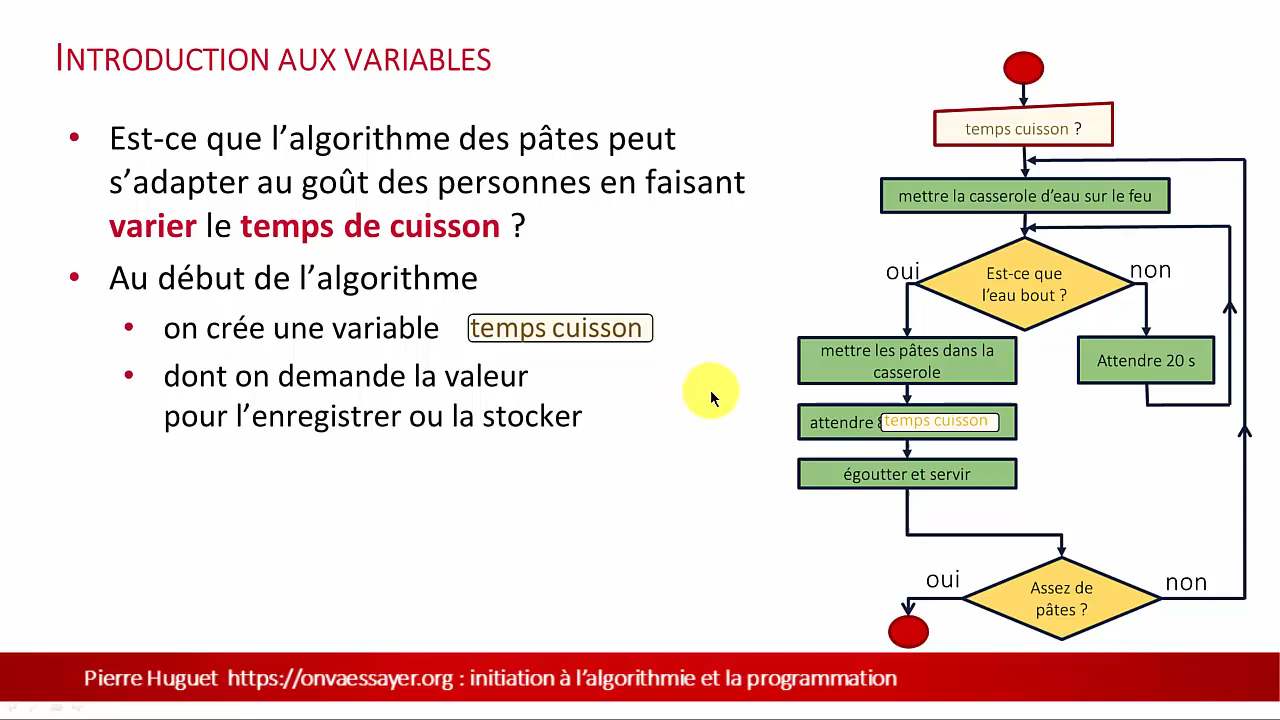 INTRODUCTION AUX VARIABLES
• Est-ce que l'algorithme des pâtes peut
s'adapter au goût des personnes en faisant
varier le temps de cuisson ?
• Au début de l'algorithme
• on crée une variable temps cuisson
• dont on demande la valeur
pour l'enregistrer ou la stocker
temps cuisson ?
mettre la casserole d'eau sur le feu
oui
Est-ce que
l'eau bout ?
non
mettre les pâtes dans la
casserole
Attendre 20 s
attendre temps cuisson
égoutter et servir
oui
Assez de
pâtes ?
non
Pierre Huguet https://onvaessayer.org : initiation à l'algorithmie et la programmation